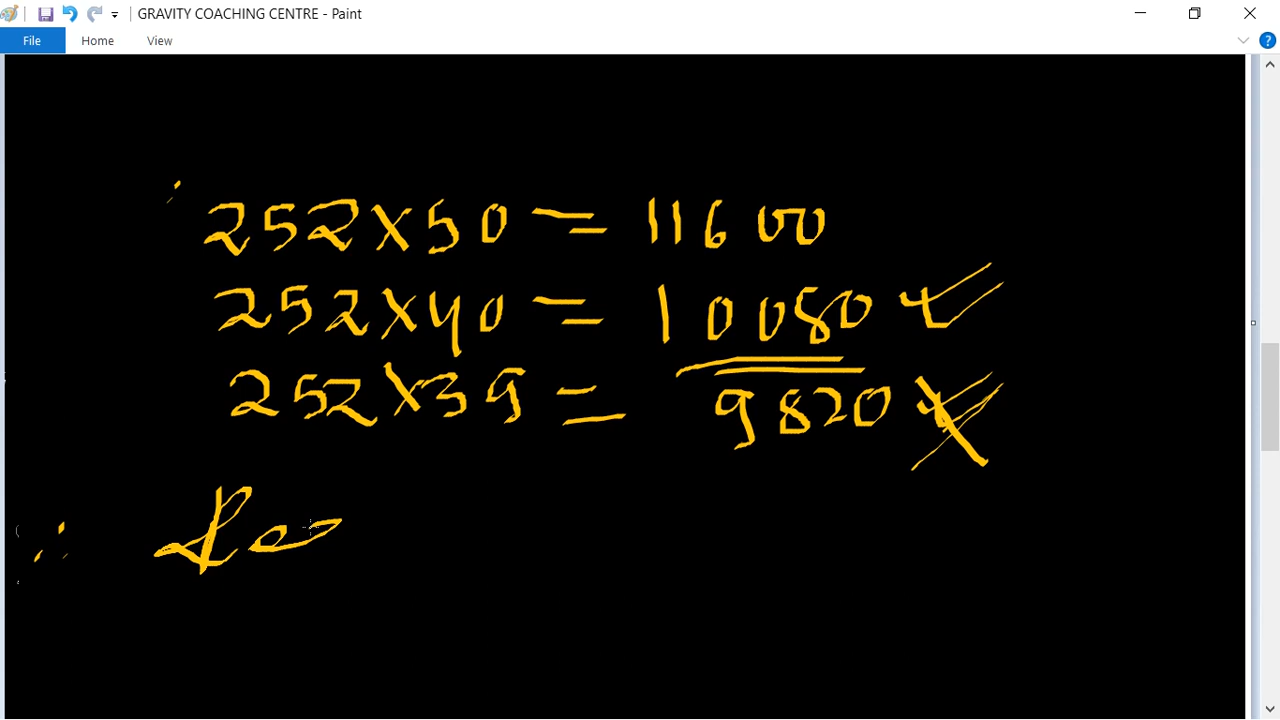 GRAVITY COACHING CENTRE - Paint
File Home View
252×50=11600
252×40=10080
252×39=9820
∴